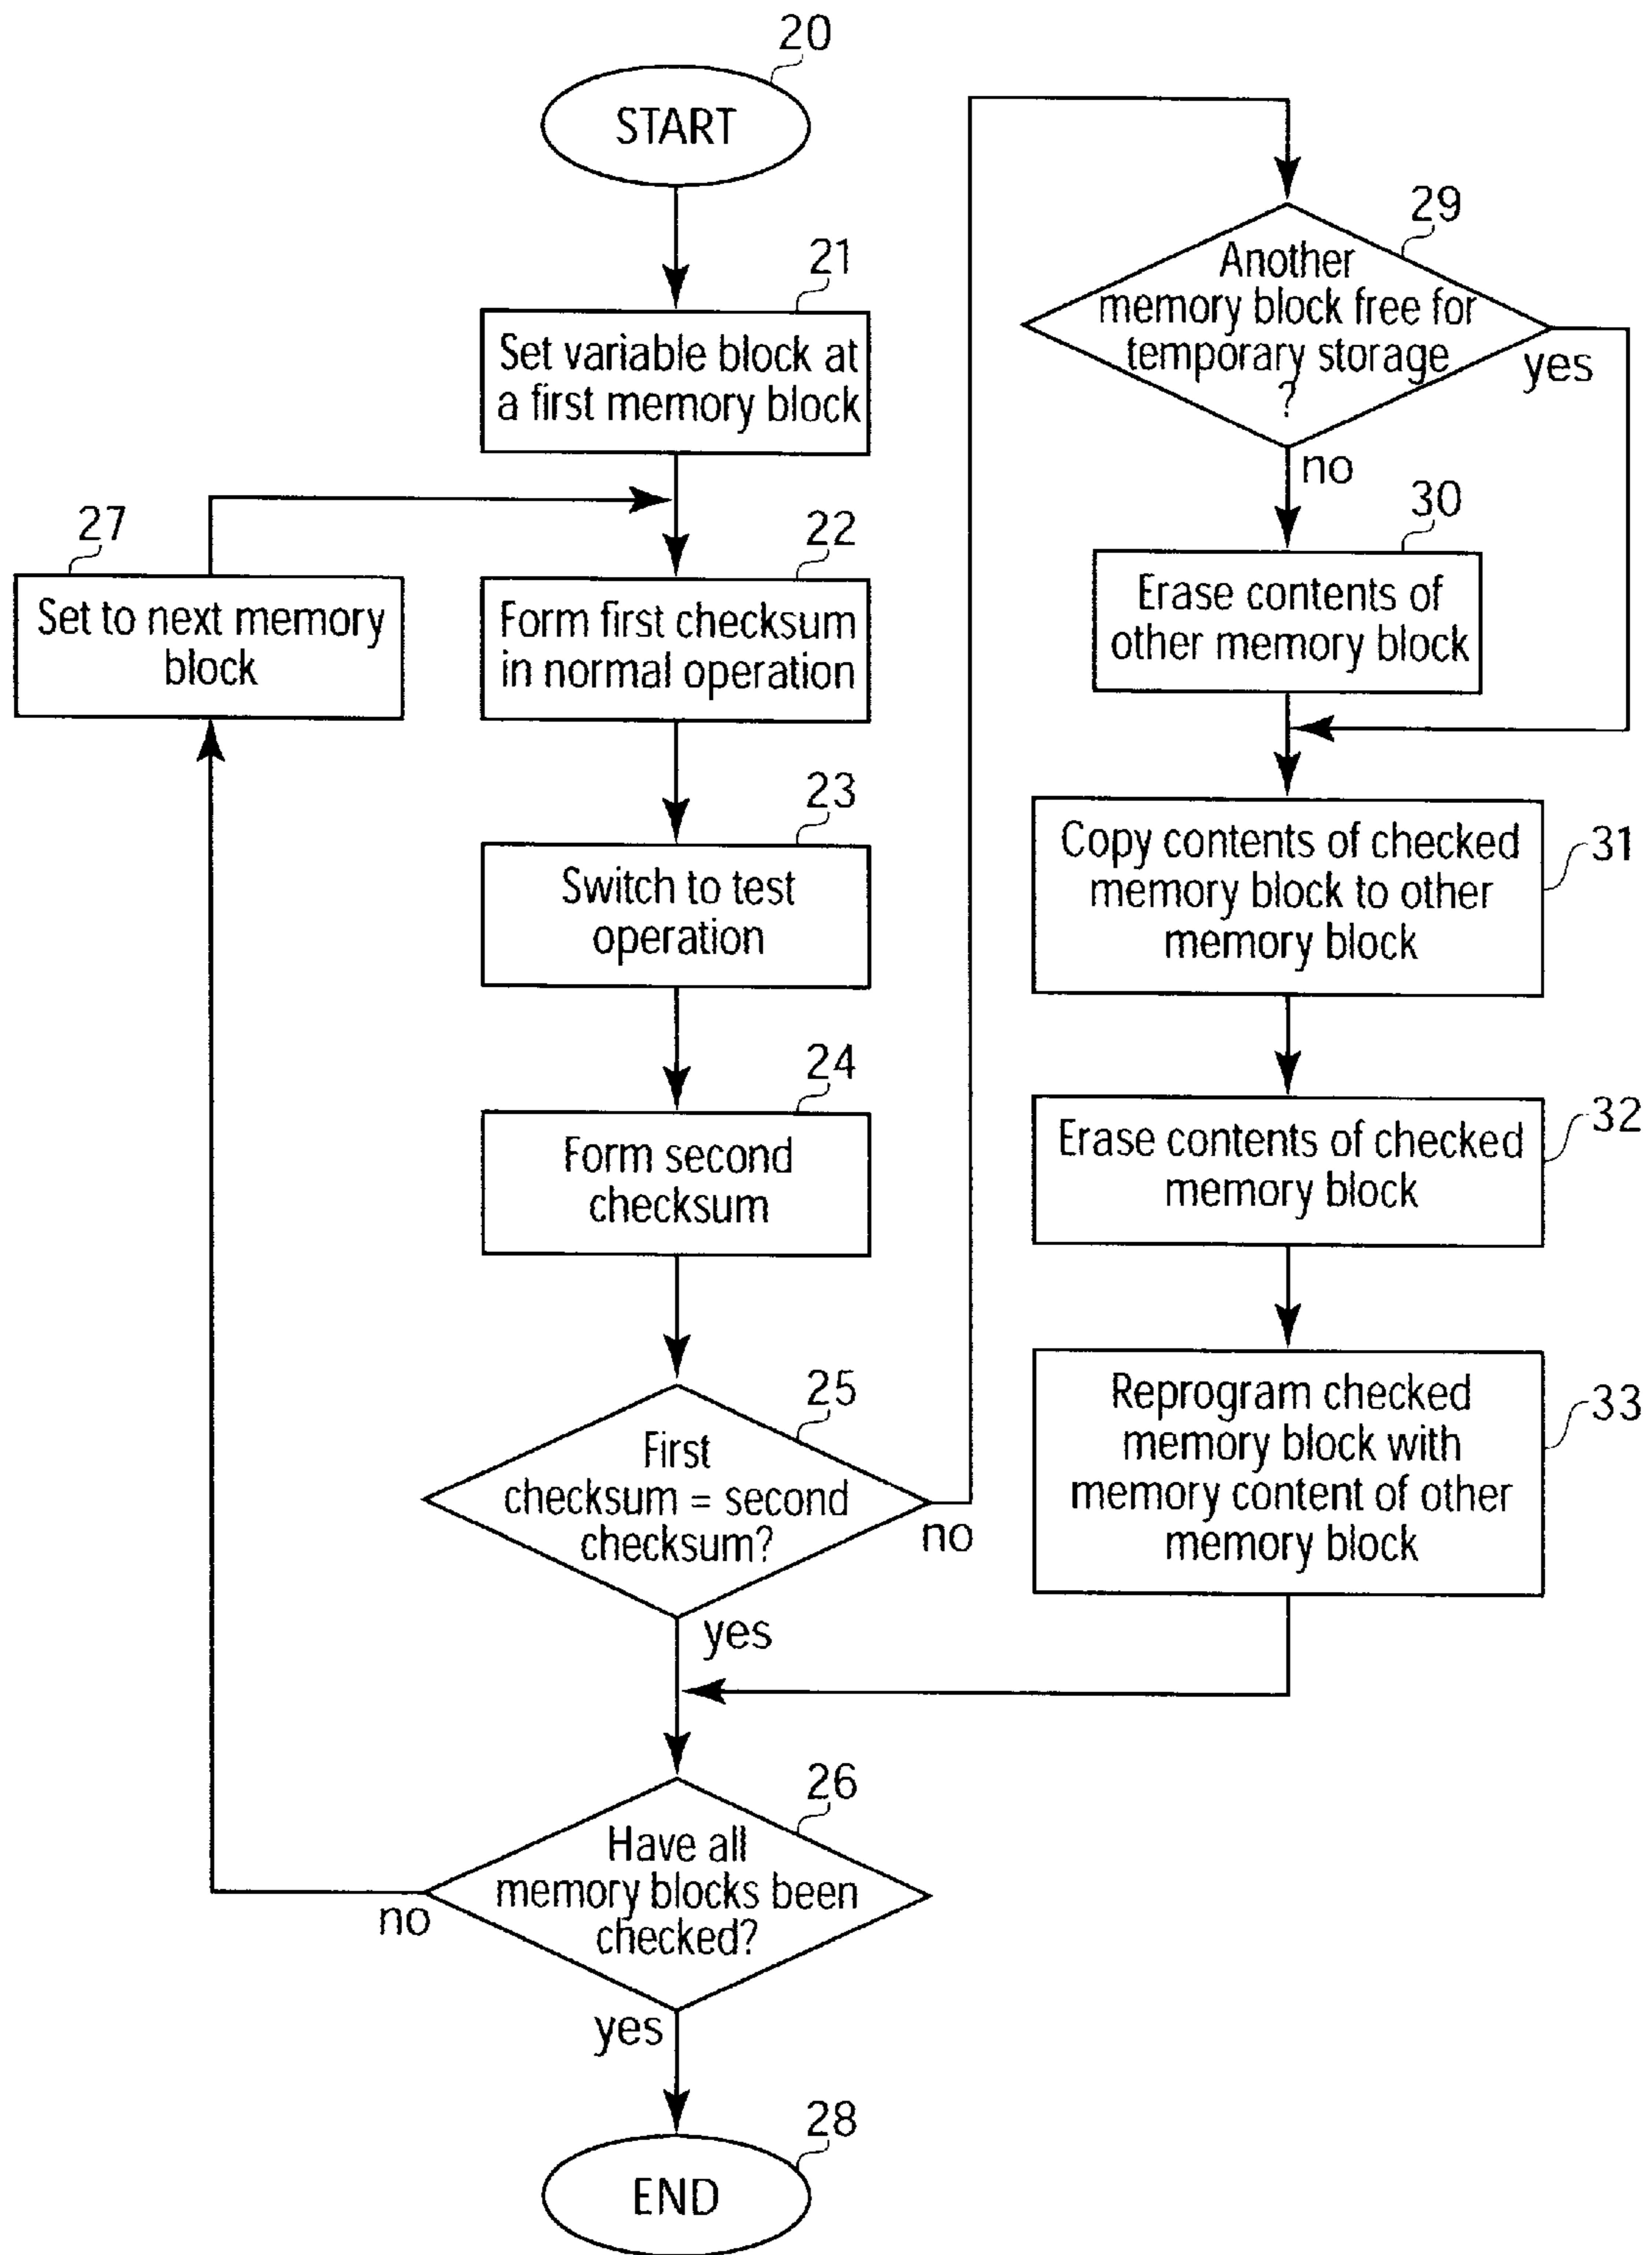 20
START
21
Set variable block at
a first memory block
27
Set to next memory
block
22
Form first checksum
in normal operation
23
Switch to test
operation
24
Form second
checksum
25
First
checksum = second
checksum?
no
yes
26
Have all
memory blocks been
checked?
no
yes
28
END
29
Another
memory block free for
temporary storage
?
yes
no
30
Erase contents of
other memory block
31
Copy contents of checked
memory block to other
memory block
32
Erase contents of checked
memory block
33
Reprogram checked
memory block with
memory content of other
memory block